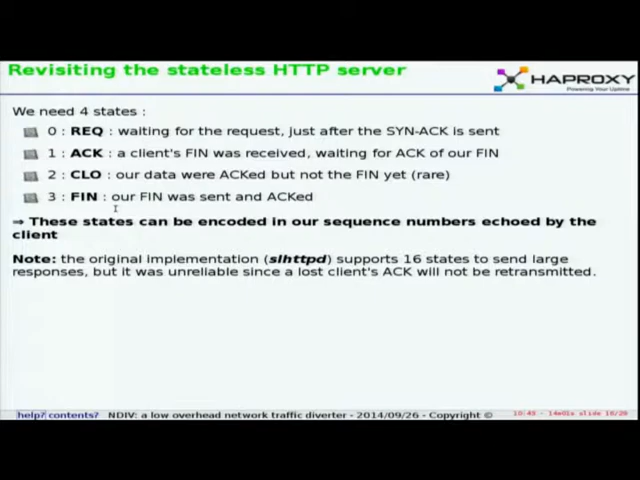 Revisiting the stateless HTTP server
HAPROXY
Powering Your Uptime
We need 4 states :
0 : REQ : waiting for the request, just after the SYN-ACK is sent
1 : ACK : a client's FIN was received, waiting for ACK of our FIN
2 : CLO : our data were ACKed but not the FIN yet (rare)
3 : FIN : our FIN was sent and ACKed
⇒ These states can be encoded in our sequence numbers echoed by the
client
Note: the original implementation (slhttpd) supports 16 states to send large
responses, but it was unreliable since a lost client's ACK will not be retransmitted.
help? contents? NDIV: a low overhead network traffic diverter - 2014/09/26 - Copyright ©